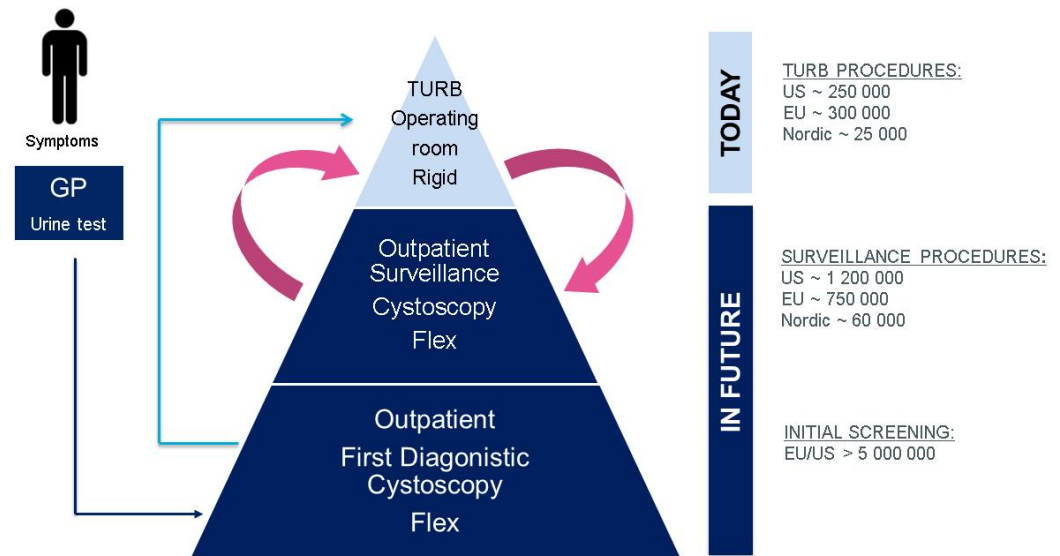 Symptoms
GP
Urine test
TURB
Operating
room
Rigid
Outpatient
Surveillance
Cystoscopy
Flex
Outpatient
First Diagonistic
Cystoscopy
Flex
TODAY
IN FUTURE
TURB PROCEDURES:
US ~ 250 000
EU ~ 300 000
Nordic ~ 25 000
SURVEILLANCE PROCEDURES:
US ~ 1 200 000
EU ~ 750 000
Nordic ~ 60 000
INITIAL SCREENING:
EU/US > 5 000 000